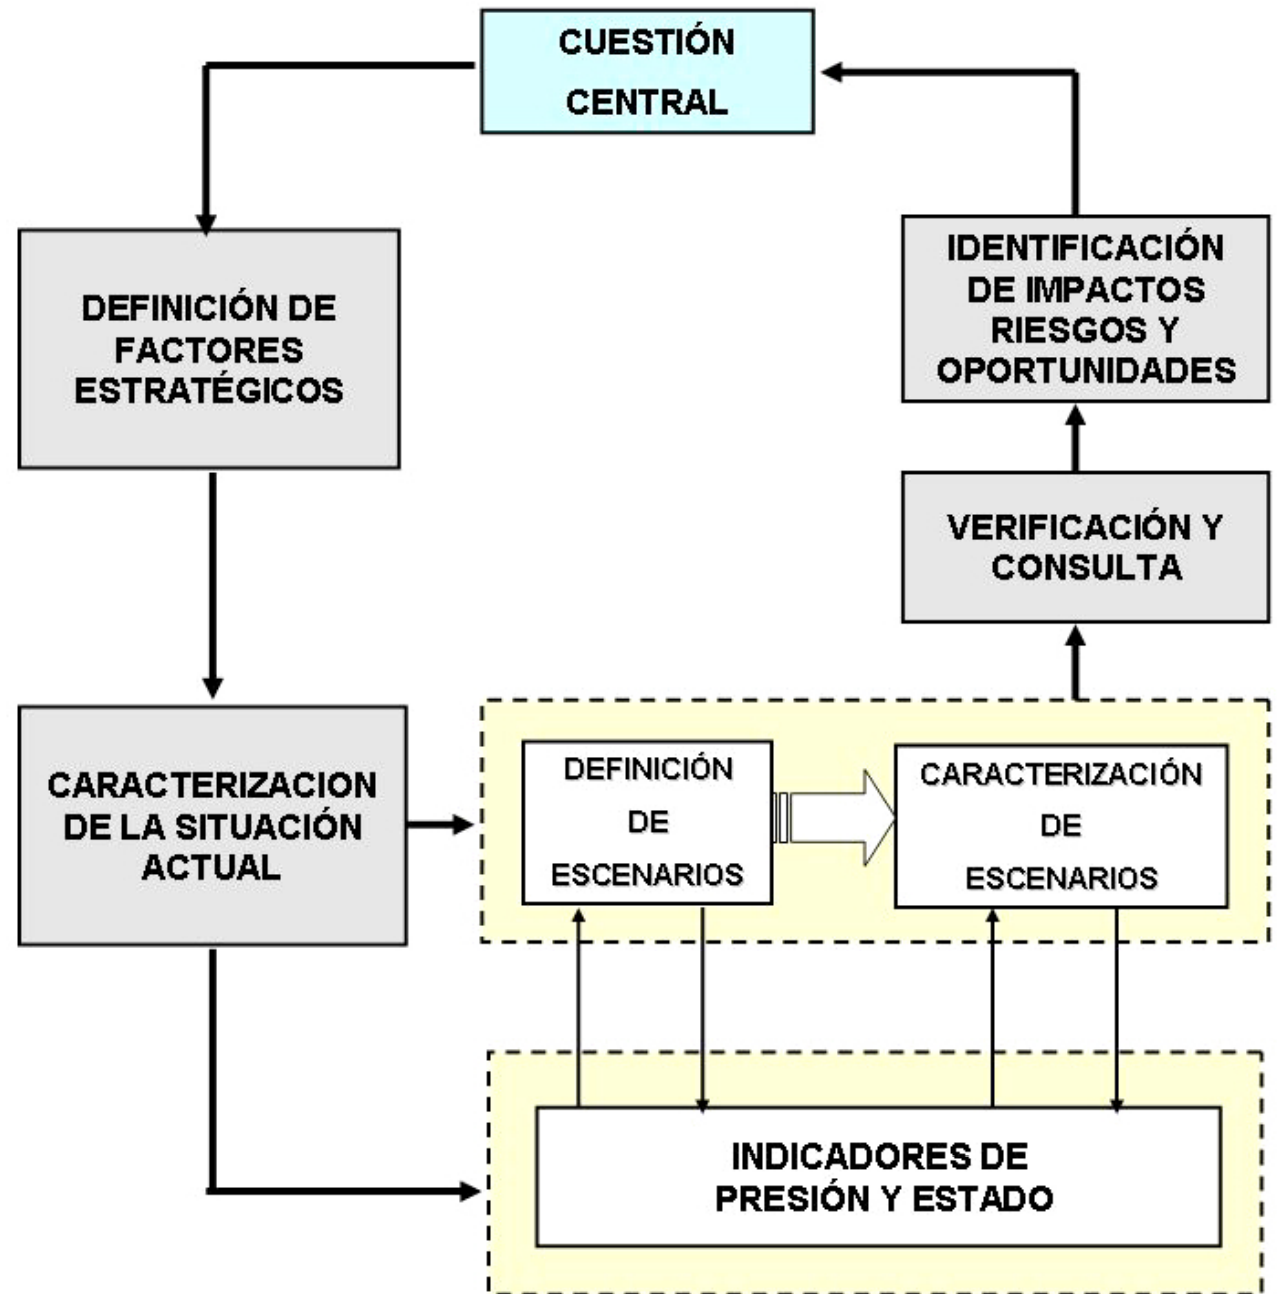 CUESTIÓN
CENTRAL
DEFINICIÓN DE
FACTORES
ESTRATÉGICOS
IDENTIFICACIÓN
DE IMPACTOS
RIESGOS Y
OPORTUNIDADES
VERIFICACIÓN Y
CONSULTA
CARACTERIZACION
DE LA SITUACIÓN
ACTUAL
DEFINICIÓN
DE
ESCENARIOS
CARACTERIZACIÓN
DE
ESCENARIOS
INDICADORES DE
PRESIÓN Y ESTADO